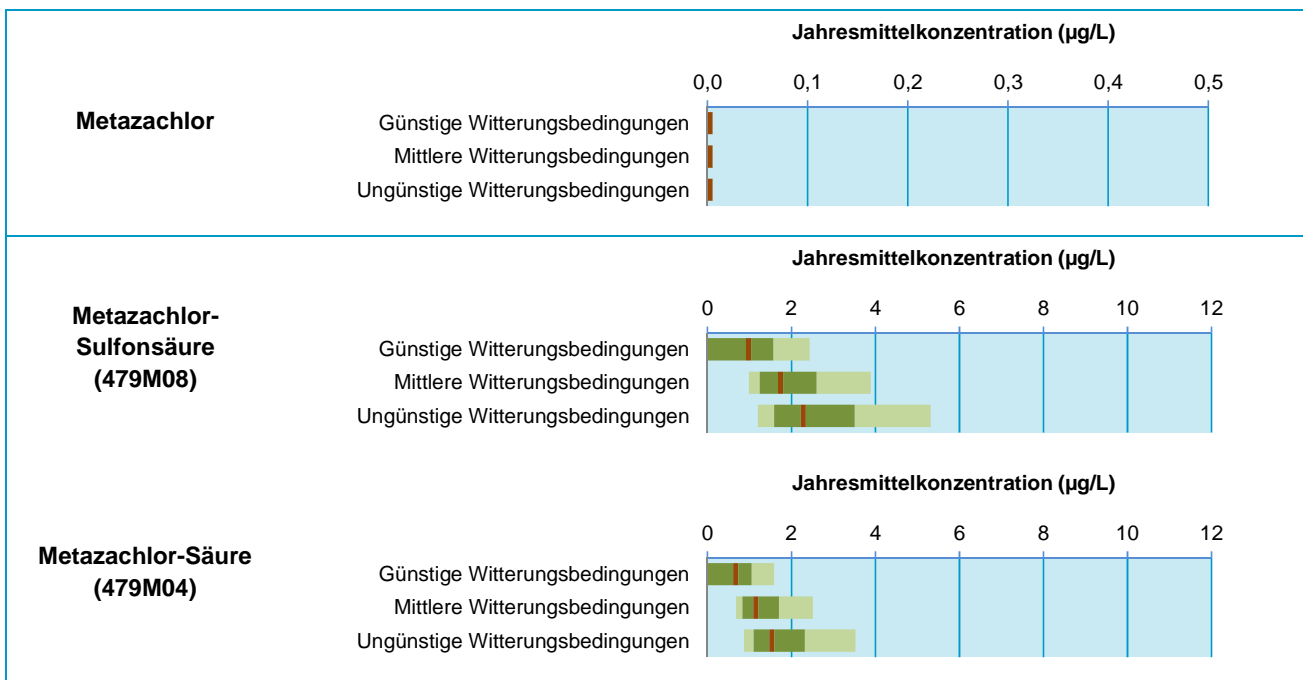 Jahresmittelkonzentration (µg/L)
0,0 0,1 0,2 0,3 0,4 0,5
Metazachlor
Günstige Witterungsbedingungen
Mittlere Witterungsbedingungen
Ungünstige Witterungsbedingungen
Jahresmittelkonzentration (µg/L)
0 2 4 6 8 10 12
Metazachlor-
Sulfonsäure
(479M08)
Günstige Witterungsbedingungen
Mittlere Witterungsbedingungen
Ungünstige Witterungsbedingungen
Jahresmittelkonzentration (µg/L)
0 2 4 6 8 10 12
Metazachlor-Säure
(479M04)
Günstige Witterungsbedingungen
Mittlere Witterungsbedingungen
Ungünstige Witterungsbedingungen